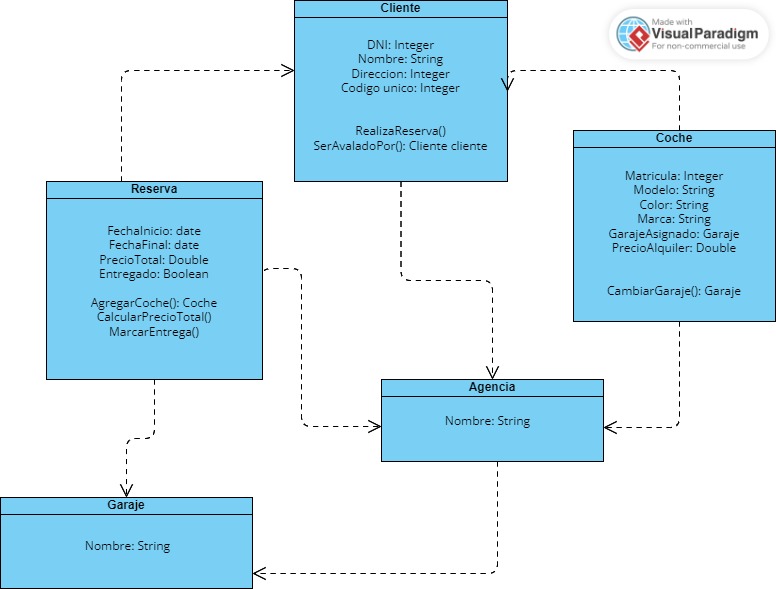 Cliente
DNI: Integer
Nombre: String
Direccion: Integer
Codigo unico: Integer
RealizaReserva()
SerAvaladoPor(): Cliente cliente
Made with
VisualParadigm
For non-commercial use
Coche
Matricula: Integer
Modelo: String
Color: String
Marca: String
GarajeAsignado: Garaje
PrecioAlquiler: Double
CambiarGaraje(): Garaje
Reserva
FechaInicio: date
FechaFinal: date
PrecioTotal: Double
Entregado: Boolean
AgregarCoche(): Coche
CalcularPrecioTotal()
MarcarEntrega()
Agencia
Nombre: String
Garaje
Nombre: String